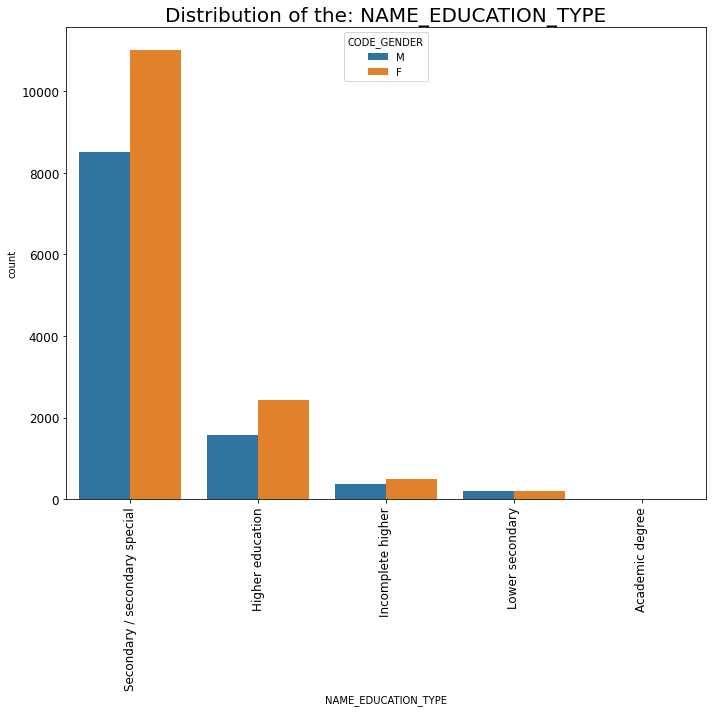 Distribution of the: NAME_EDUCATION_TYPE
CODE_GENDER
M
F
10000
8000
6000
4000
2000
0
count
Secondary / secondary special
Higher education
Incomplete higher
Lower secondary
Academic degree
NAME_EDUCATION_TYPE